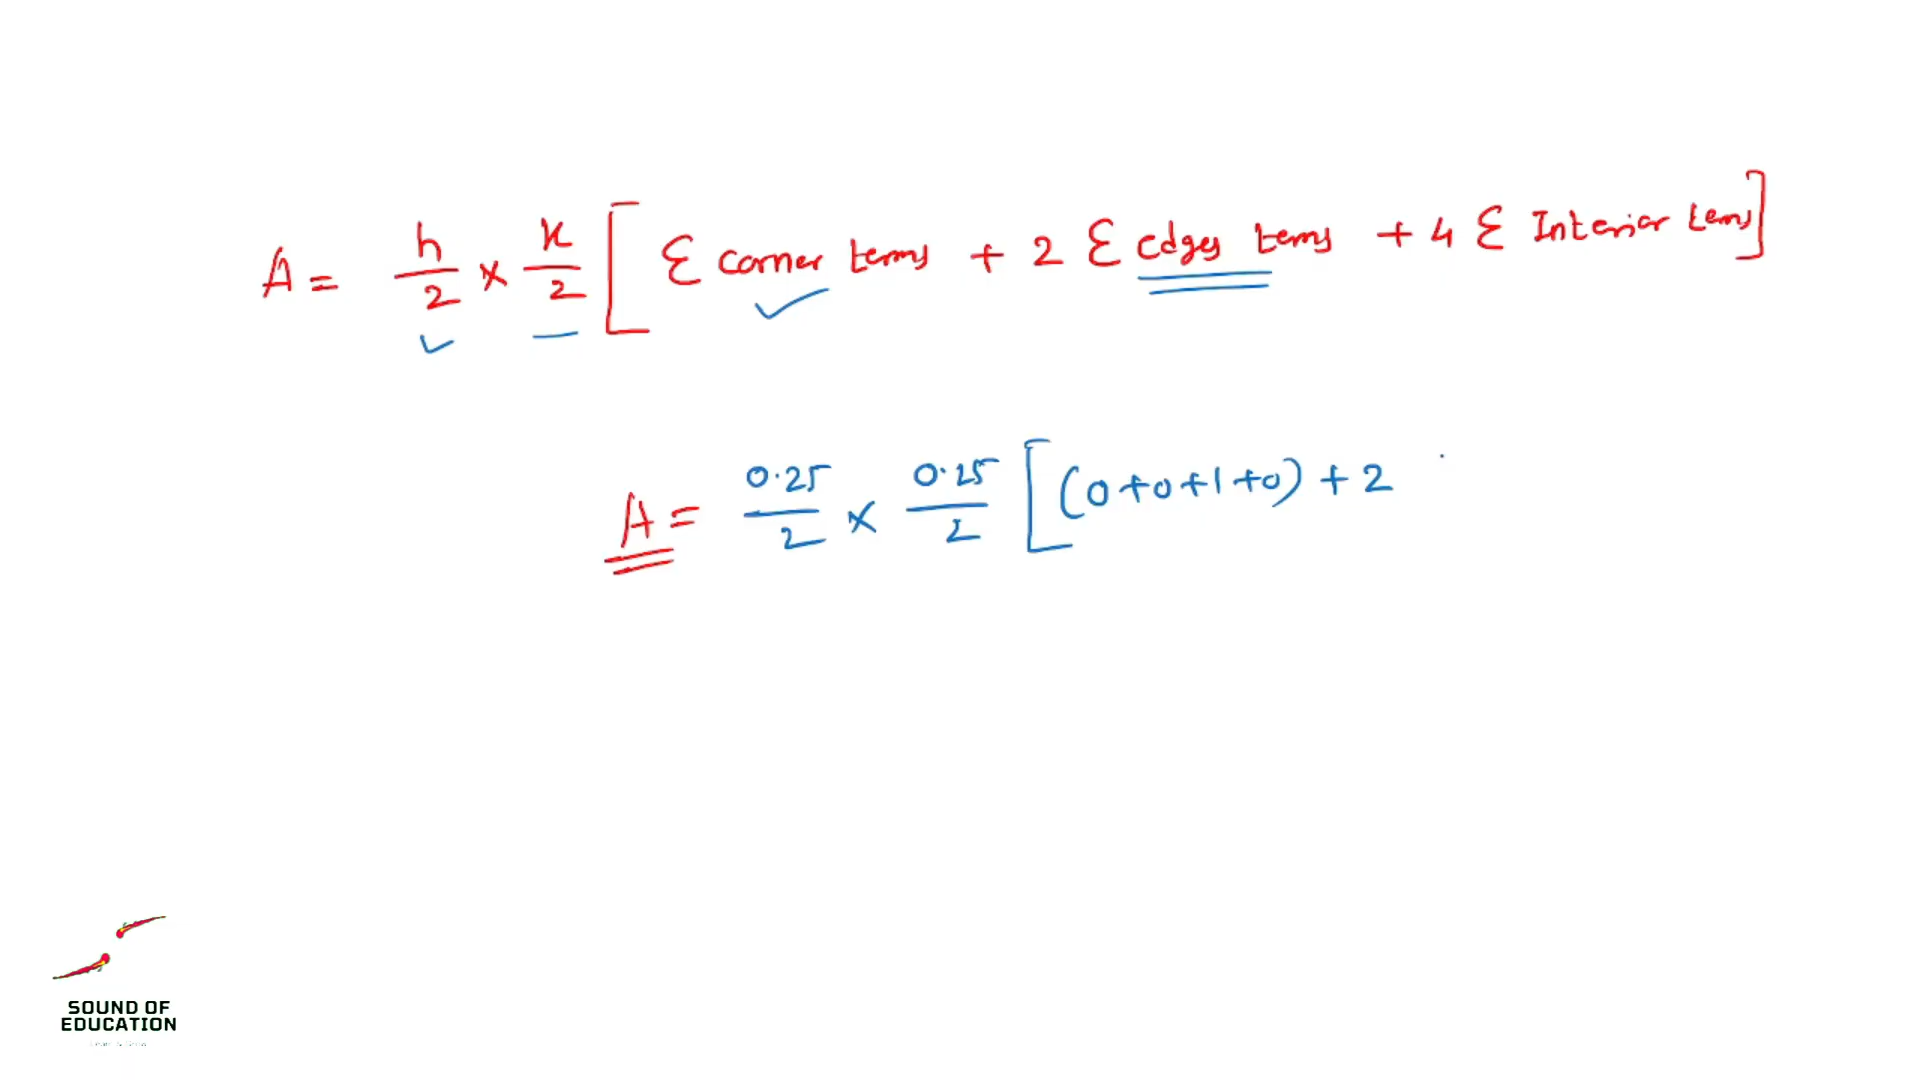 A = h/2 × k/2 [ Σ corner terms + 2 Σ edges terms + 4 Σ Interior terms ]
A = 0.25/2 × 0.25/2 [ (0+0+1+0) + 2
SOUND OF
EDUCATION